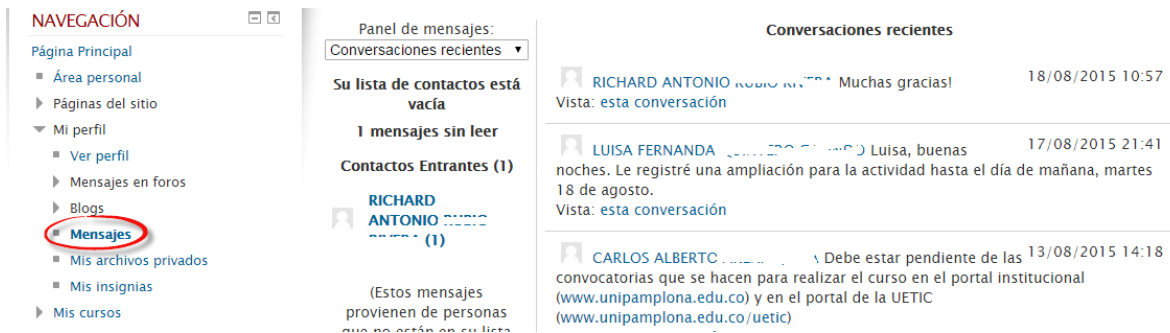 NAVEGACIÓN
Página Principal
Área personal
Páginas del sitio
Mi perfil
Ver perfil
Mensajes en foros
Blogs
Mensajes
Mis archivos privados
Mis insignias
Mis cursos
Panel de mensajes:
Conversaciones recientes
Su lista de contactos está
vacía
1 mensajes sin leer
Contactos Entrantes (1)
RICHARD
ANTONIO
(1)
(Estos mensajes
provienen de personas
que no están en su lista
Conversaciones recientes
RICHARD ANTONIO Muchas gracias! 18/08/2015 10:57
Vista: esta conversación
LUISA FERNANDA Luisa, buenas 17/08/2015 21:41
noches. Le registré una ampliación para la actividad hasta el día de mañana, martes
18 de agosto.
Vista: esta conversación
CARLOS ALBERTO Debe estar pendiente de las 13/08/2015 14:18
convocatorias que se hacen para realizar el curso en el portal institucional
(www.unipamplona.edu.co) y en el portal de la UETIC
(www.unipamplona.edu.co/uetic)